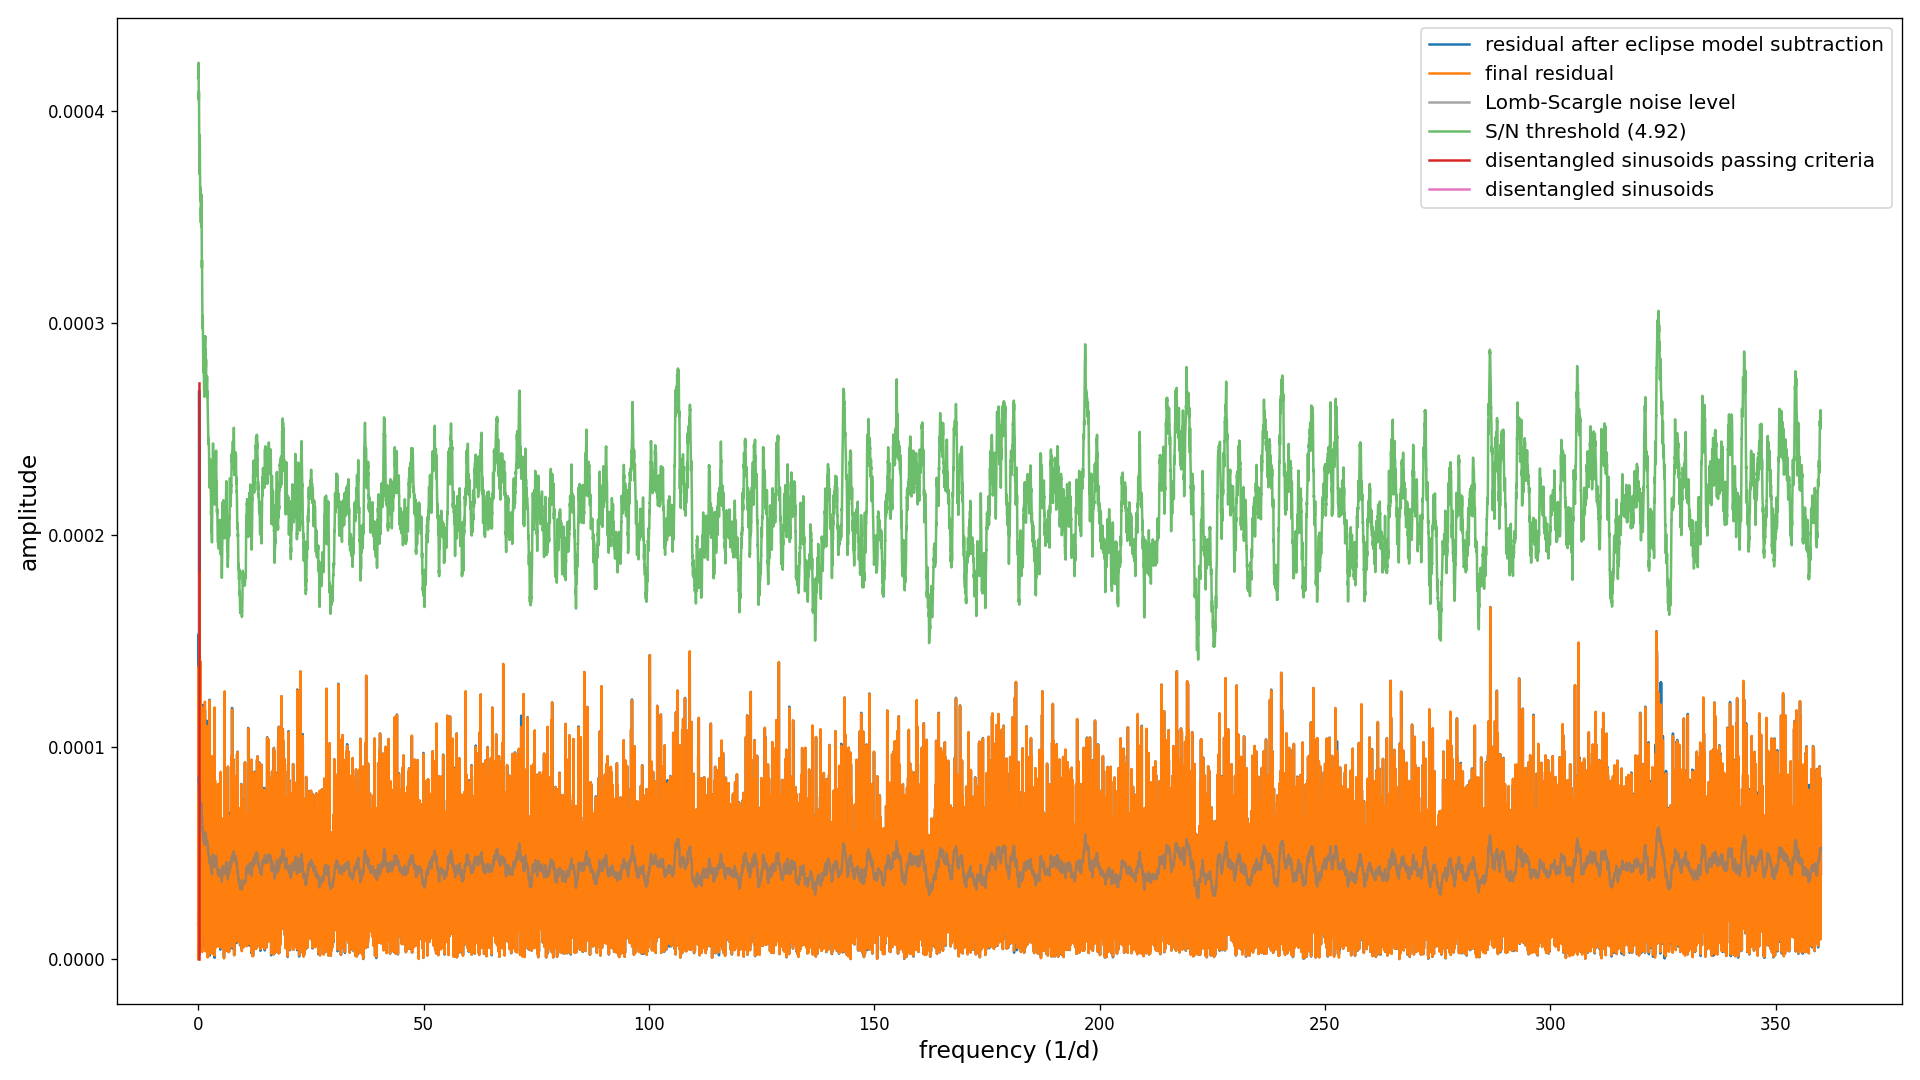 residual after eclipse model subtraction
final residual
Lomb-Scargle noise level
S/N threshold (4.92)
disentangled sinusoids passing criteria
disentangled sinusoids
amplitude
0.0004
0.0003
0.0002
0.0001
0.0000
0 50 100 150 200 250 300 350
frequency (1/d)